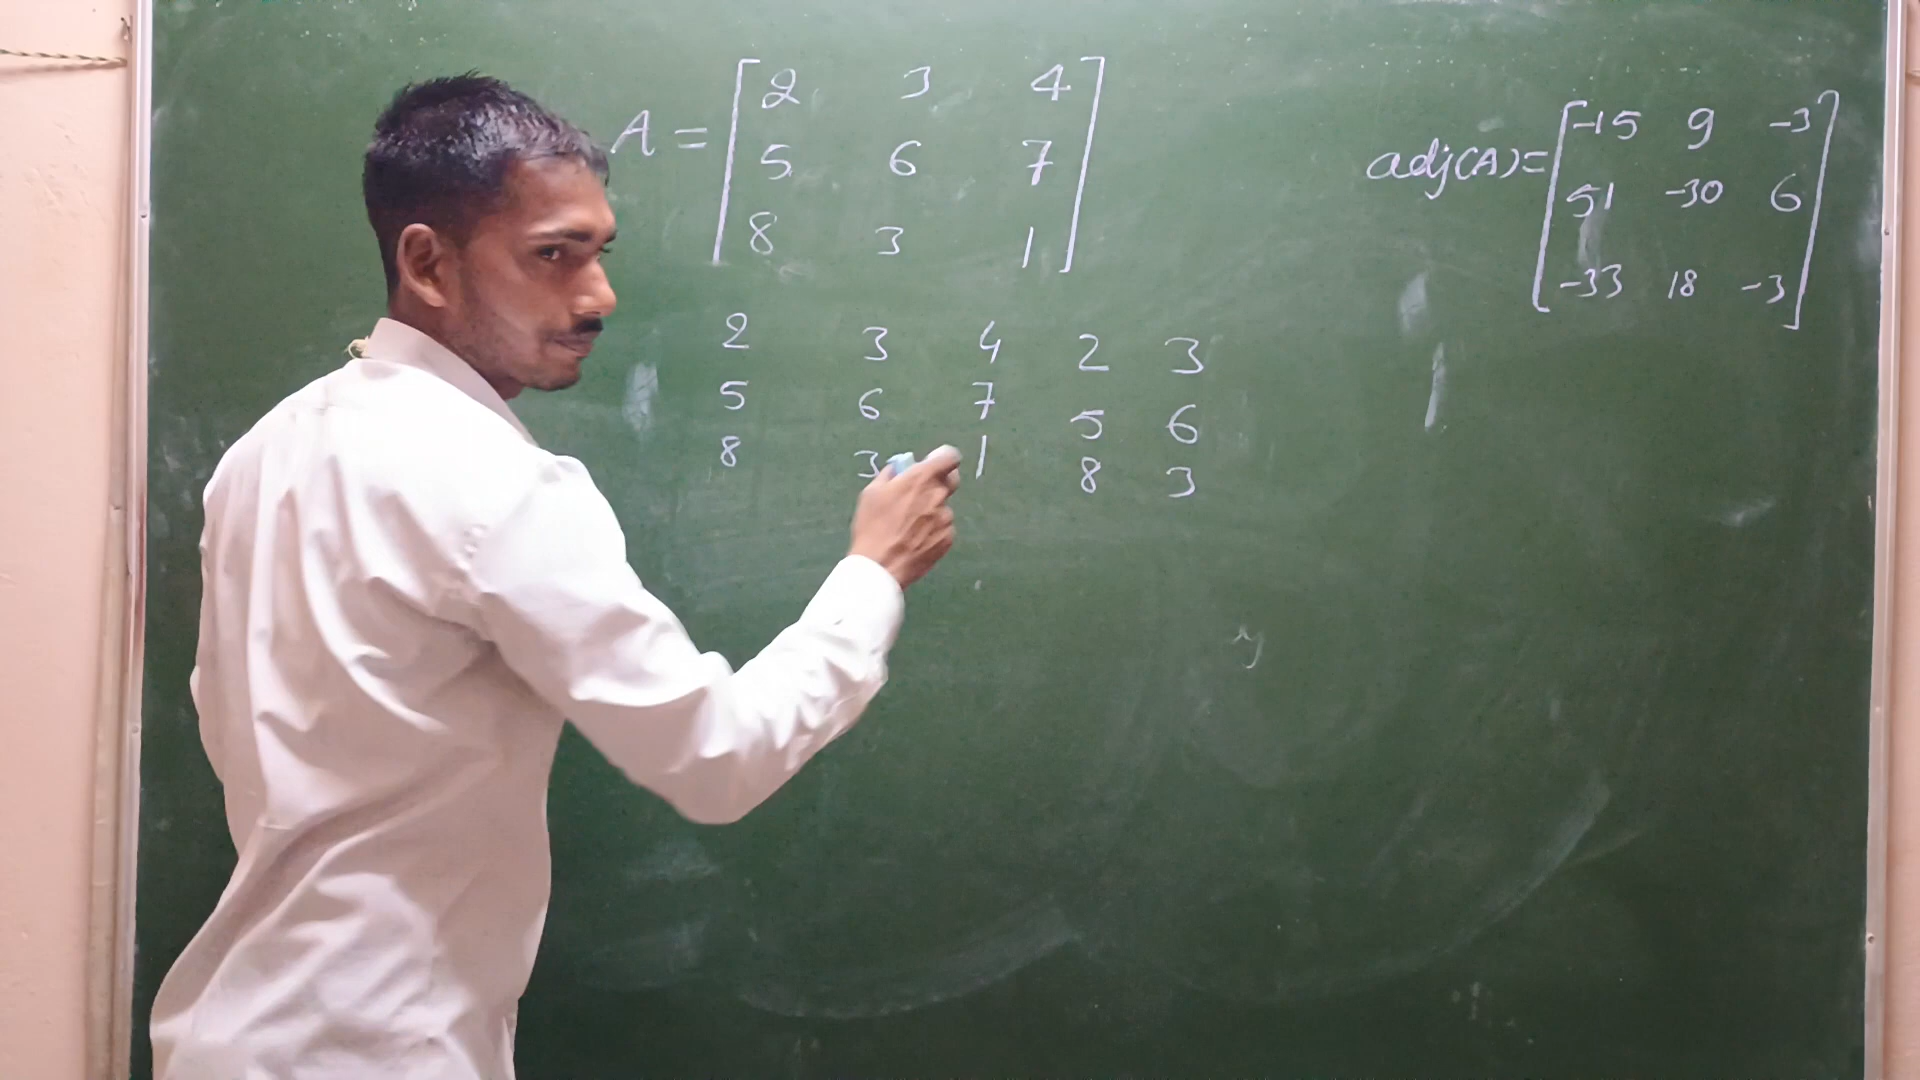 A = [2 3 4
5 6 7
8 3 1]
2 3 4 2 3
5 6 7 5 6
8 3 1 8 3
adj(A)= [-15 9 -3
51 -30 6
-33 18 -3]